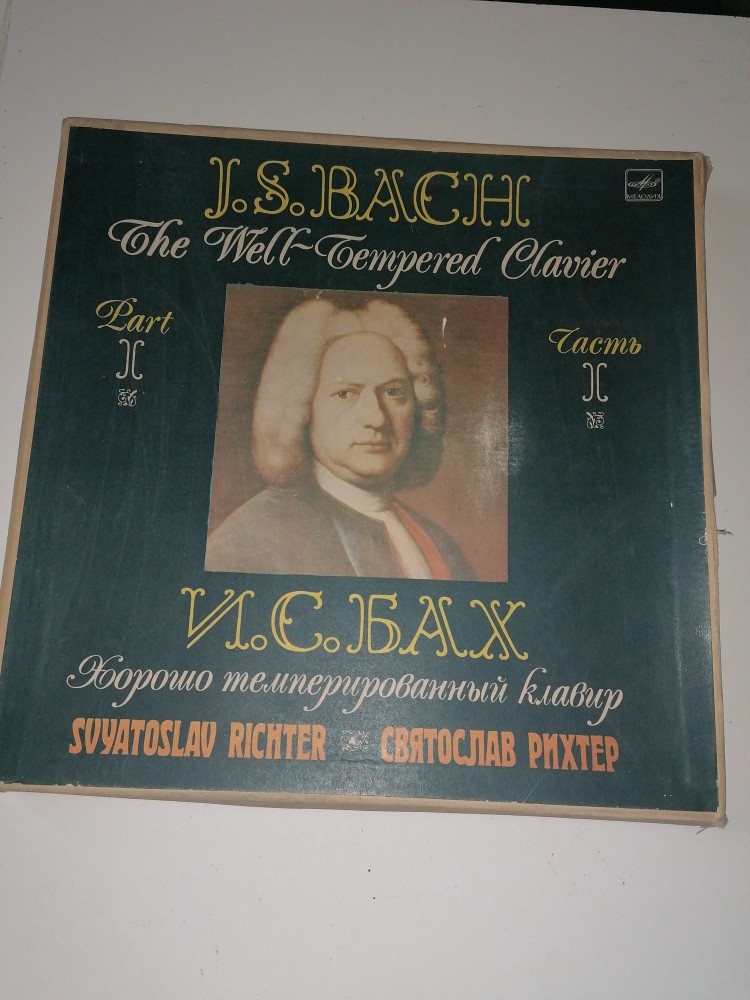 J.S.BACH
МЕЛОДИЯ
The Well-Tempered Clavier
Part
I
Часть
I
И.С.БАХ
Хорошо темперированный клавир
SVYATOSLAV RICHTER СВЯТОСЛАВ РИХТЕР